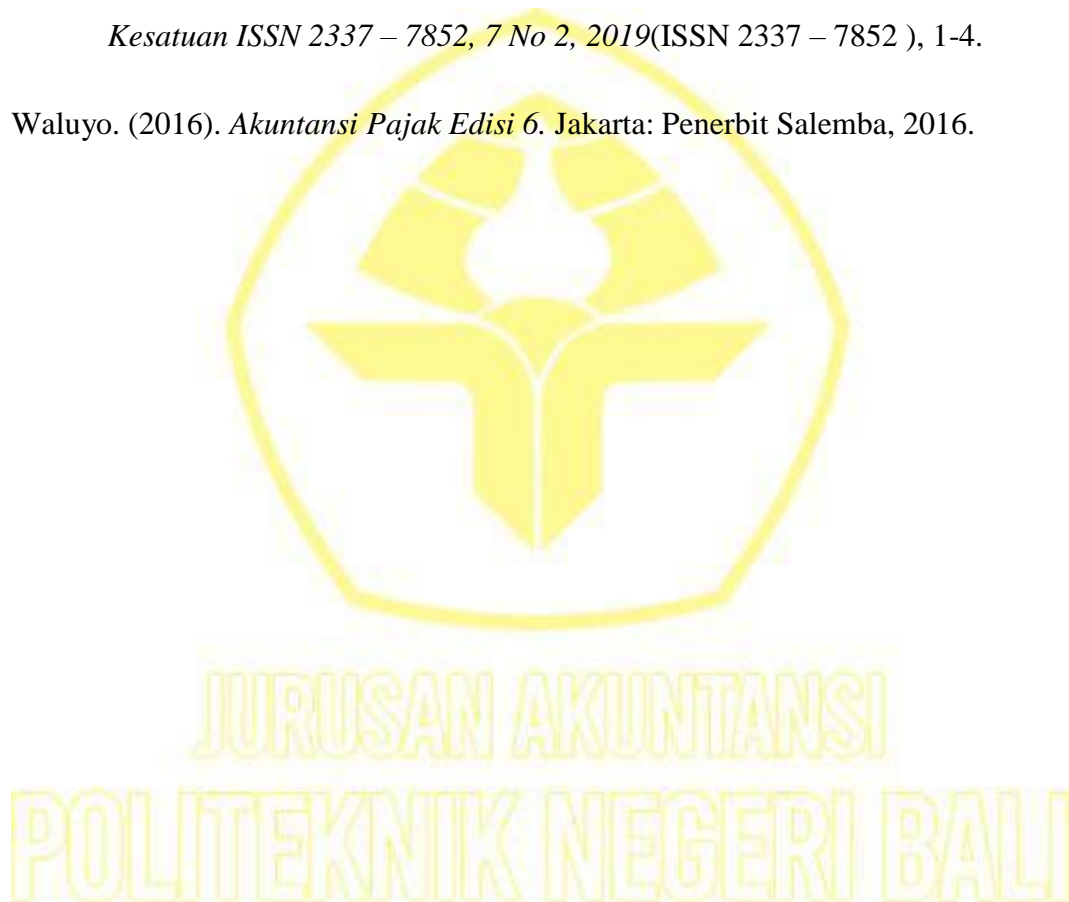 Kesatuan ISSN 2337 – 7852, 7 No 2, 2019(ISSN 2337 – 7852 ), 1-4.
Waluyo. (2016). Akuntansi Pajak Edisi 6. Jakarta: Penerbit Salemba, 2016.
JURUSAN AKUNTANSI
POLITEKNIK NEGERI BALI